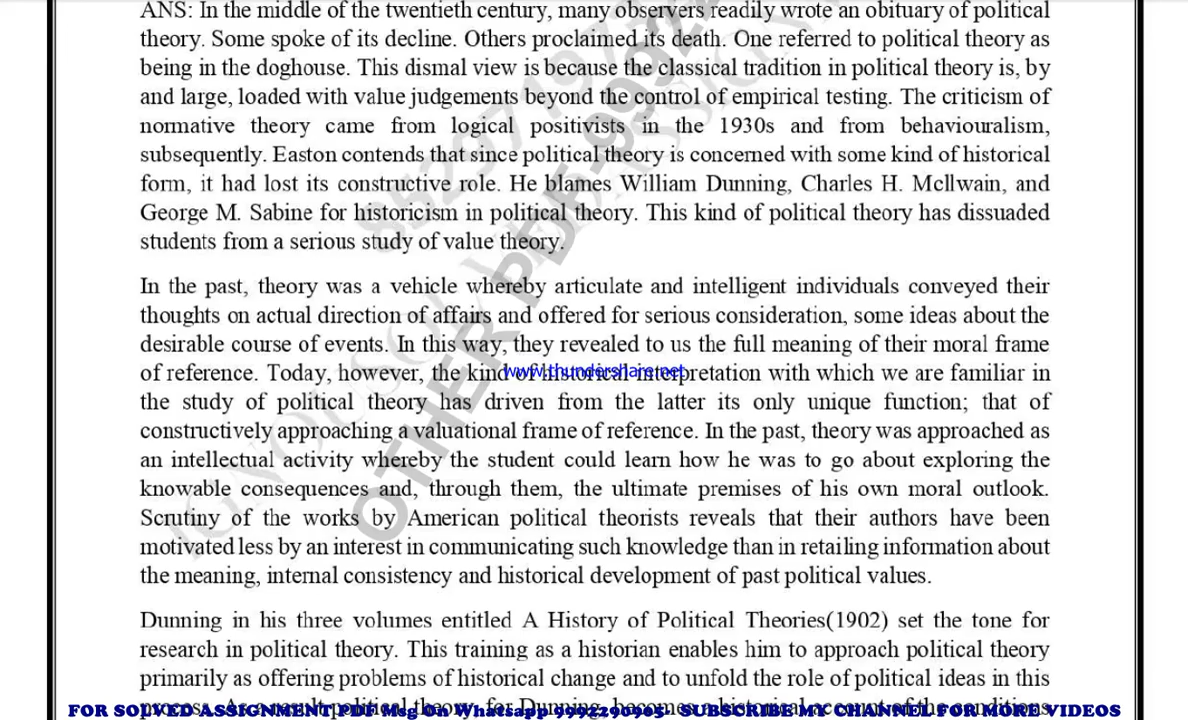 ANS: In the middle of the twentieth century, many observers readily wrote an obituary of political
theory. Some spoke of its decline. Others proclaimed its death. One referred to political theory as
being in the doghouse. This dismal view is because the classical tradition in political theory is, by
and large, loaded with value judgements beyond the control of empirical testing. The criticism of
normative theory came from logical positivists in the 1930s and from behaviouralism,
subsequently. Easton contends that since political theory is concerned with some kind of historical
form, it had lost its constructive role. He blames William Dunning, Charles H. Mcllwain, and
George M. Sabine for historicism in political theory. This kind of political theory has dissuaded
students from a serious study of value theory.
In the past, theory was a vehicle whereby articulate and intelligent individuals conveyed their
thoughts on actual direction of affairs and offered for serious consideration, some ideas about the
desirable course of events. In this way, they revealed to us the full meaning of their moral frame
of reference. Today, however, the kind of historical interpretation with which we are familiar in
www.thundershare.net
the study of political theory has driven from the latter its only unique function; that of
constructively approaching a valuational frame of reference. In the past, theory was approached as
an intellectual activity whereby the student could learn how he was to go about exploring the
knowable consequences and, through them, the ultimate premises of his own moral outlook.
Scrutiny of the works by American political theorists reveals that their authors have been
motivated less by an interest in communicating such knowledge than in retailing information about
the meaning, internal consistency and historical development of past political values.
Dunning in his three volumes entitled A History of Political Theories(1902) set the tone for
research in political theory. This training as a historian enables him to approach political theory
primarily as offering problems of historical change and to unfold the role of political ideas in this
FOR SOLVED ASSIGNMENT PDF Msg On Whatsapp 9992290965- SUBSCRIBE MY CHANNEL FOR MORE VIDEOS